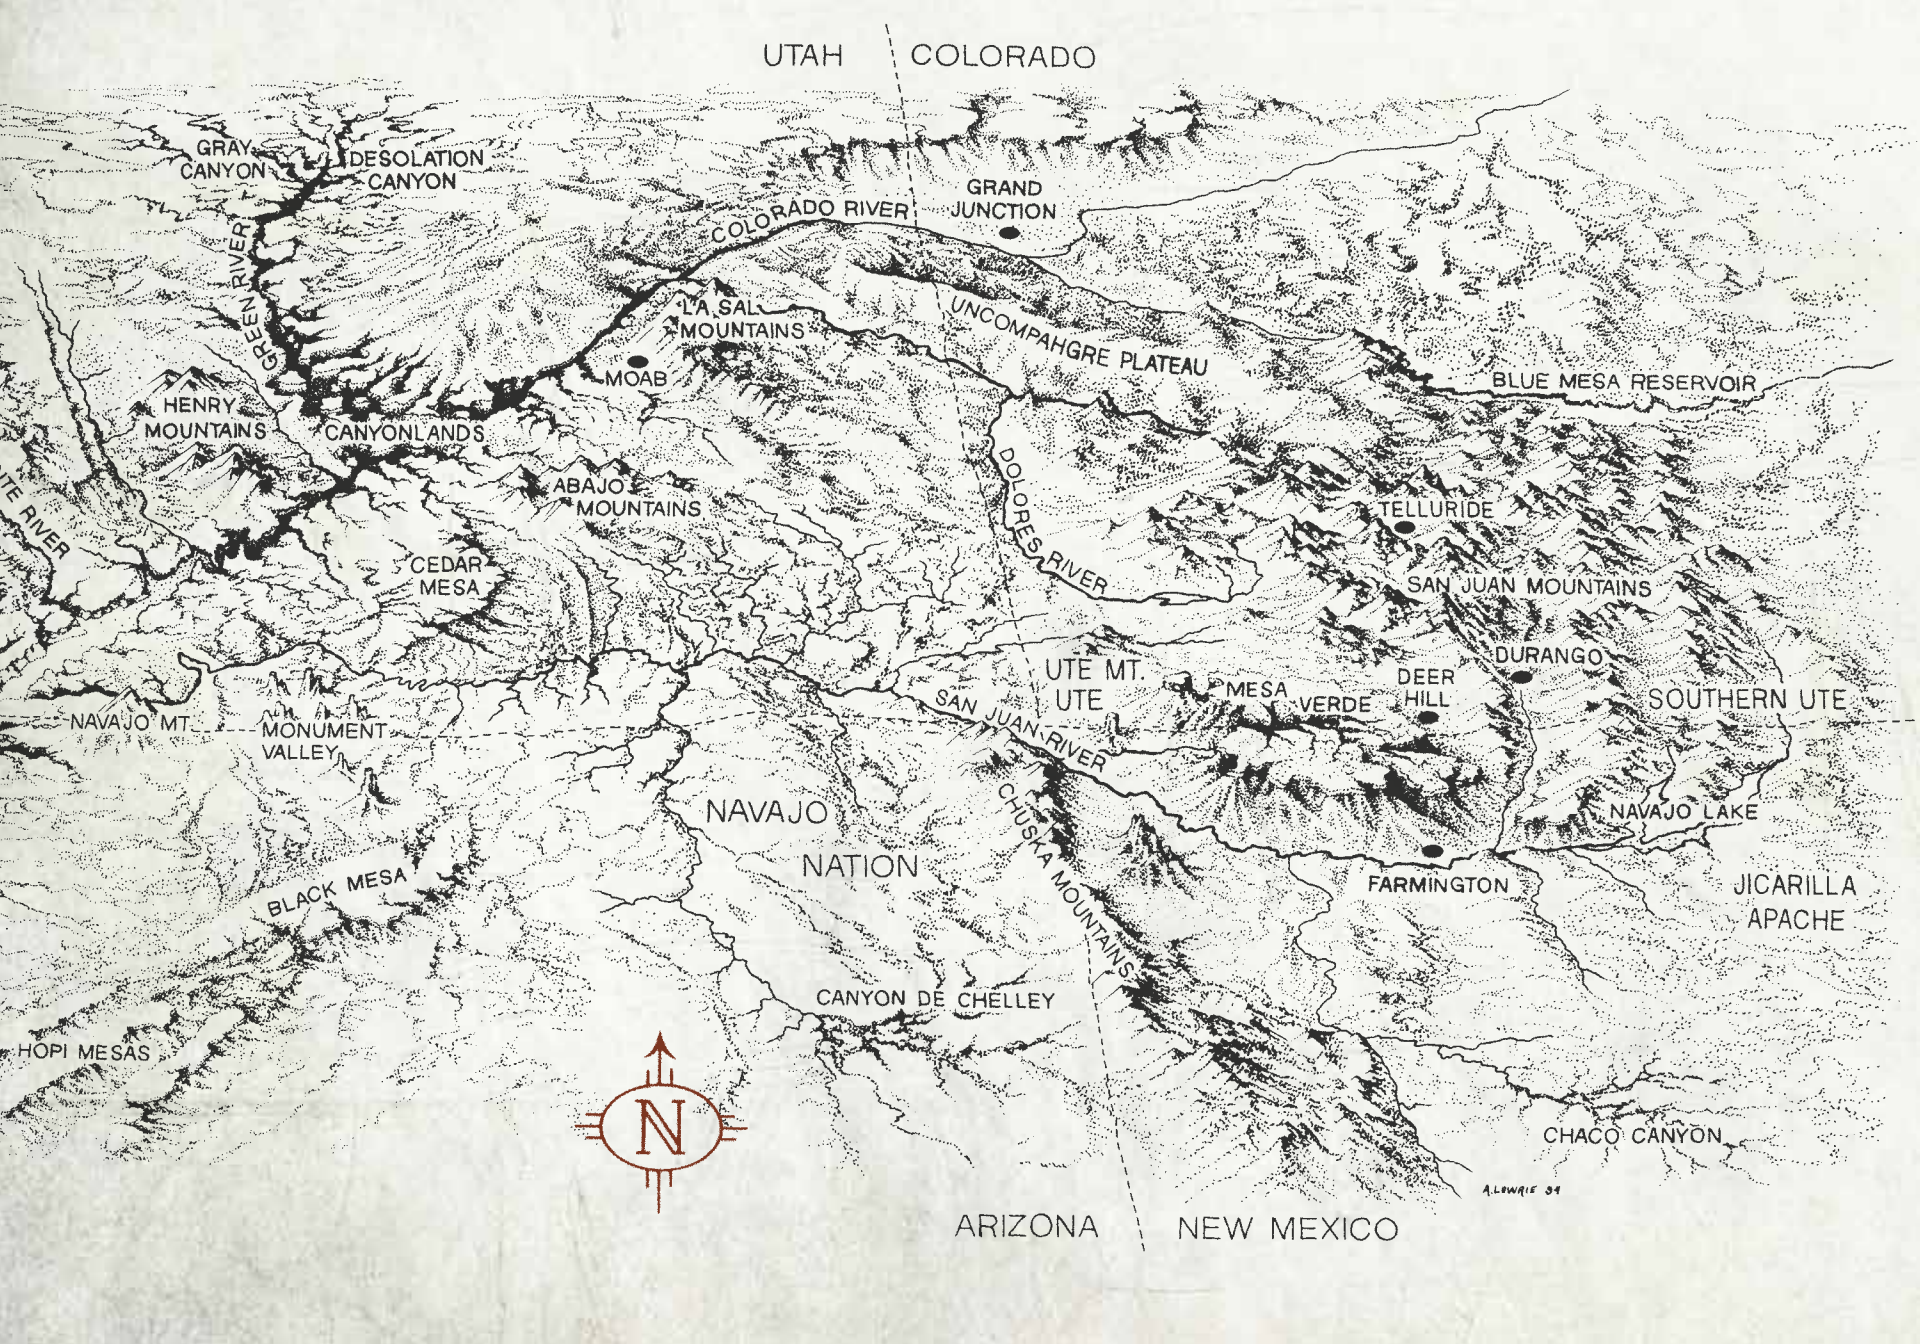 UTAH
COLORADO
GRAY
CANYON
DESOLATION
CANYON
GRAND
JUNCTION
COLORADO RIVER
GREEN RIVER
LA SAL
MOUNTAINS
UNCOMPAHGRE PLATEAU
MOAB
BLUE MESA RESERVOIR
HENRY
MOUNTAINS
CANYONLANDS
ABAJO
MOUNTAINS
DOLORES RIVER
TELLURIDE
RIVER
CEDAR
MESA
SAN JUAN MOUNTAINS
DURANGO
UTE MT.
UTE
MESA VERDE
DEER
HILL
SOUTHERN UTE
SAN JUAN RIVER
NAVAJO MT.
MONUMENT
VALLEY
NAVAJO
NATION
CHUSKA MOUNTAINS
NAVAJO LAKE
BLACK MESA
FARMINGTON
JICARILLA
APACHE
CANYON DE CHELLEY
HOPI MESAS
N
CHACO CANYON
A. LOWRIE 94
ARIZONA
NEW MEXICO